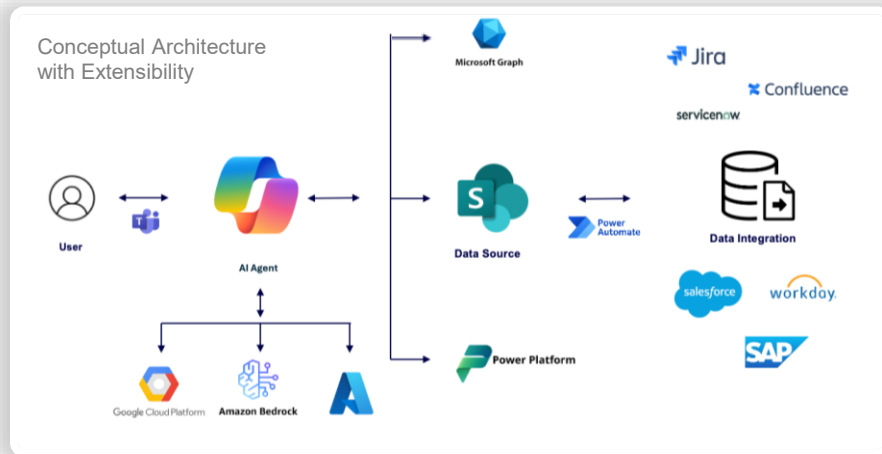 Conceptual Architecture
with Extensibility
Microsoft Graph
Jira
Confluence
servicenow
User
T
AI Agent
S
Data Source
Power
Automate
Data Integration
salesforce
workday.
Power Platform
SAP
Google Cloud Platform
Amazon Bedrock